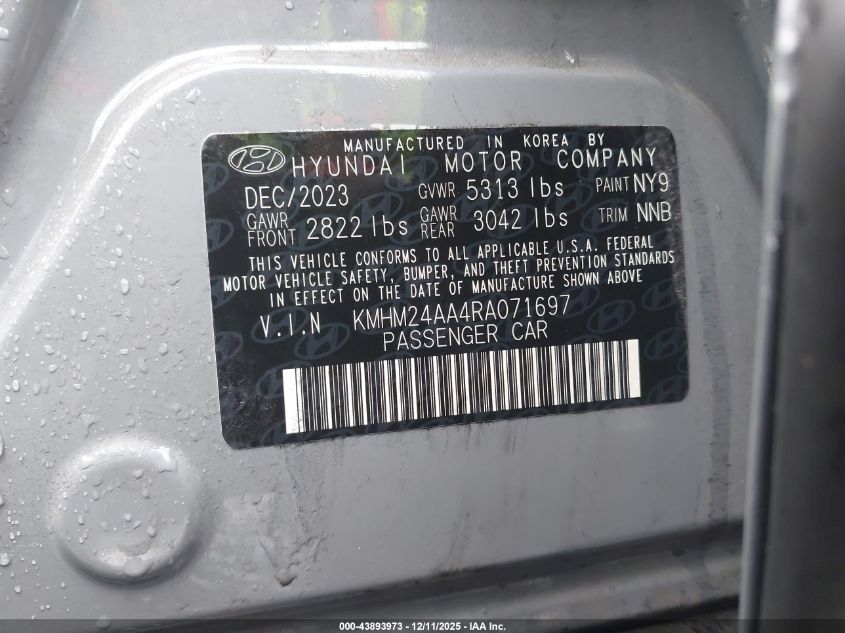 MANUFACTURED IN KOREA BY
HYUNDAI MOTOR COMPANY
DEC/2023 GVWR 5313 lbs PAINT NY9
GAWR FRONT 2822 lbs GAWR REAR 3042 lbs TRIM NNB
THIS VEHICLE CONFORMS TO ALL APPLICABLE U.S.A. FEDERAL
MOTOR VEHICLE SAFETY, BUMPER, AND THEFT PREVENTION STANDARDS
IN EFFECT ON THE DATE OF MANUFACTURE SHOWN ABOVE
V.I.N KMHM24AA4RA071697
PASSENGER CAR
000-43893973 - 12/11/2025 - IAA Inc.